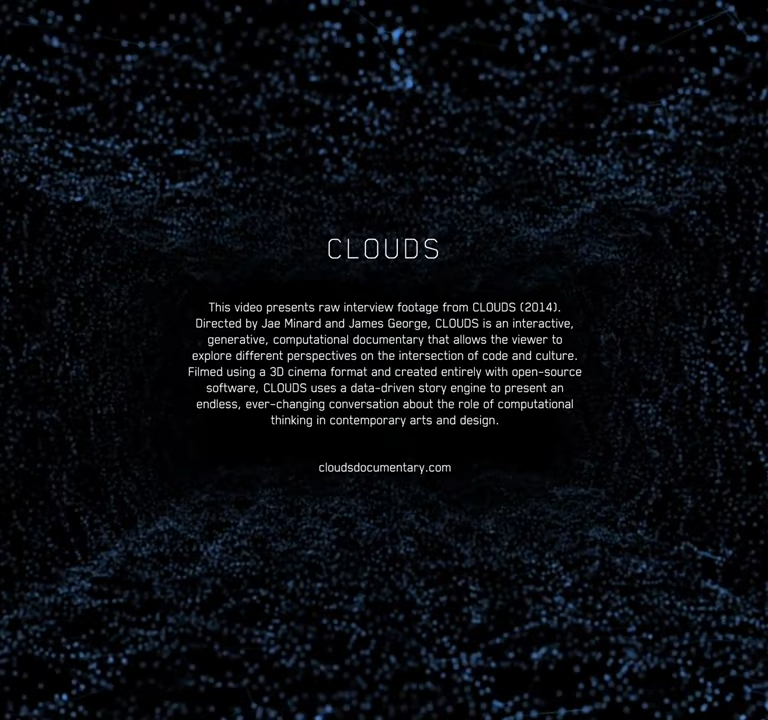 CLOUDS
This video presents raw interview footage from CLOUDS (2014).
Directed by Jae Minard and James George, CLOUDS is an interactive,
generative, computational documentary that allows the viewer to
explore different perspectives on the intersection of code and culture.
Filmed using a 3D cinema format and created entirely with open-source
software, CLOUDS uses a data-driven story engine to present an
endless, ever-changing conversation about the role of computational
thinking in contemporary arts and design.
cloudsdocumentary.com